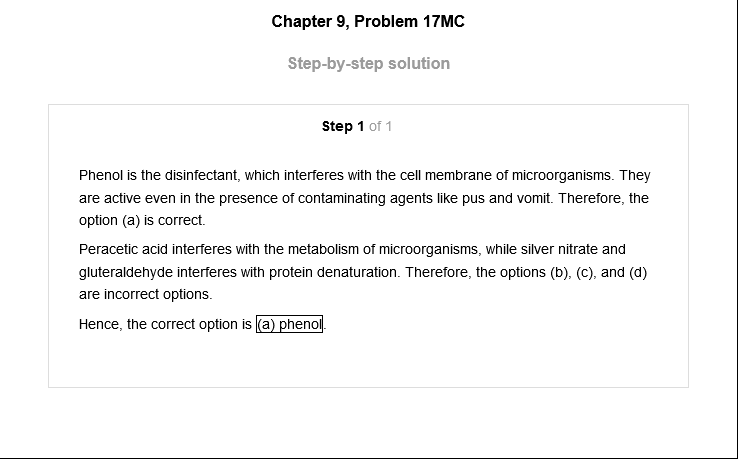 Chapter 9, Problem 17MC
Step-by-step solution
Step 1 of 1
Phenol is the disinfectant, which interferes with the cell membrane of microorganisms. They
are active even in the presence of contaminating agents like pus and vomit. Therefore, the
option (a) is correct.
Peracetic acid interferes with the metabolism of microorganisms, while silver nitrate and
gluteraldehyde interferes with protein denaturation. Therefore, the options (b), (c), and (d)
are incorrect options.
Hence, the correct option is (a) phenol.